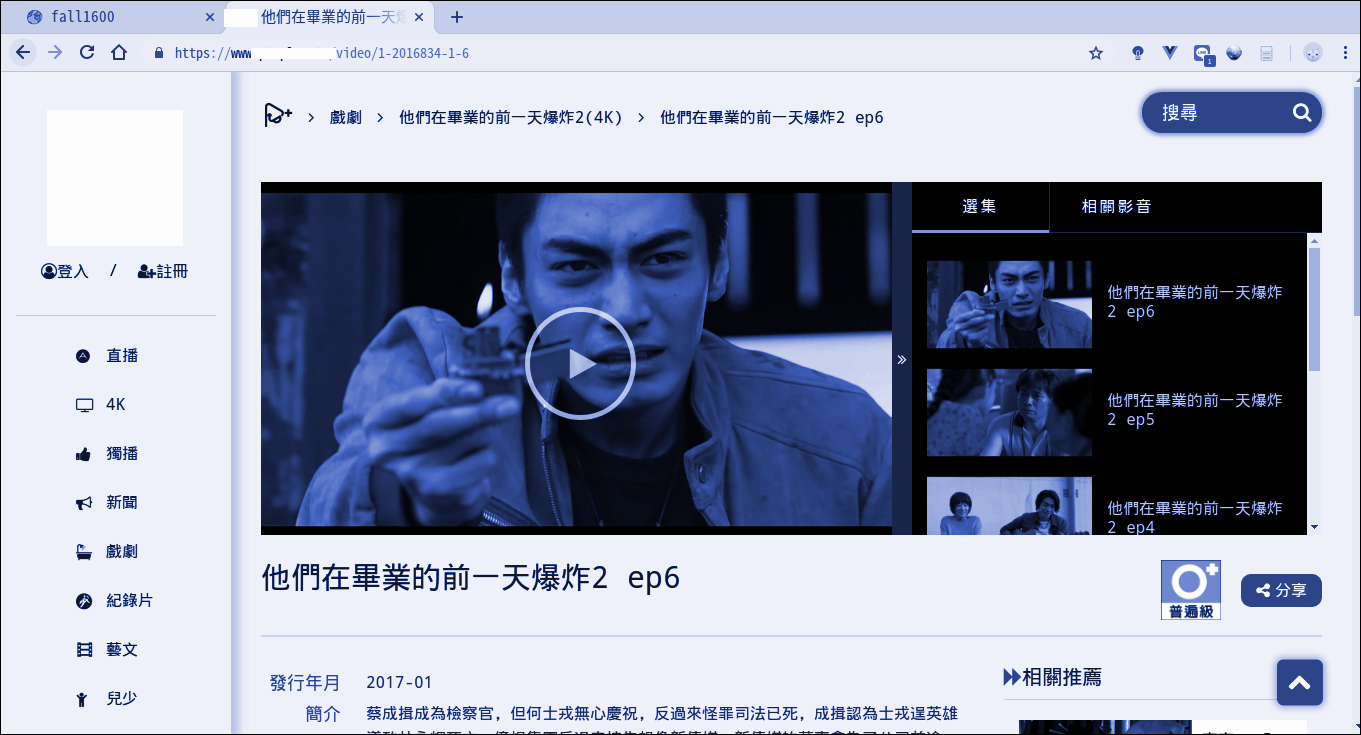 fall1600
他們在畢業的前一天
https://www
/video/1-2016834-1-6
1
戲劇
他們在畢業的前一天爆炸2(4K)
他們在畢業的前一天爆炸2 ep6
搜尋
登入 / 註冊
直播
4K
獨播
新聞
戲劇
紀錄片
藝文
兒少
選集
相關影音
他們在畢業的前一天爆炸
2 ep6
他們在畢業的前一天爆炸
2 ep5
他們在畢業的前一天爆炸
2 ep4
他們在畢業的前一天爆炸2 ep6
普遍級
分享
發行年月 2017-01
簡介 蔡成揖成為檢察官，但何士戎無心慶祝，反過來怪罪司法已死，成揖認為士戎逞英雄
相關推薦